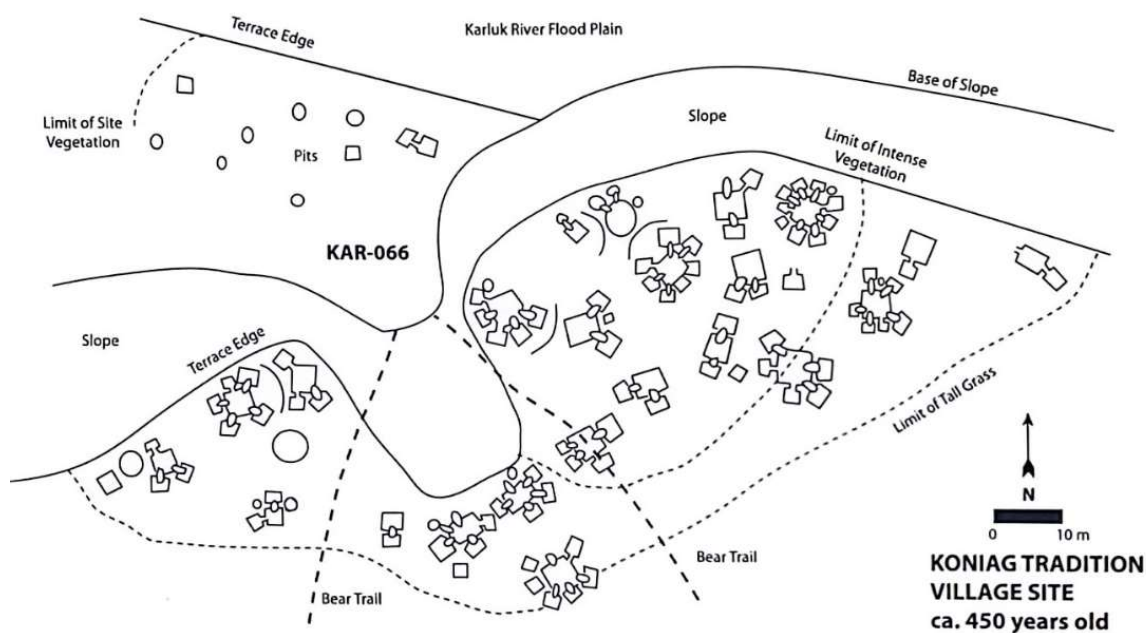 Terrace Edge
Karluk River Flood Plain
Base of Slope
Slope
Limit of Site
Vegetation
Pits
Limit of Intense
Vegetation
KAR-066
Slope
Terrace Edge
Limit of Tall Grass
N
0 10 m
Bear Trail
Bear Trail
KONIAG TRADITION
VILLAGE SITE
ca. 450 years old